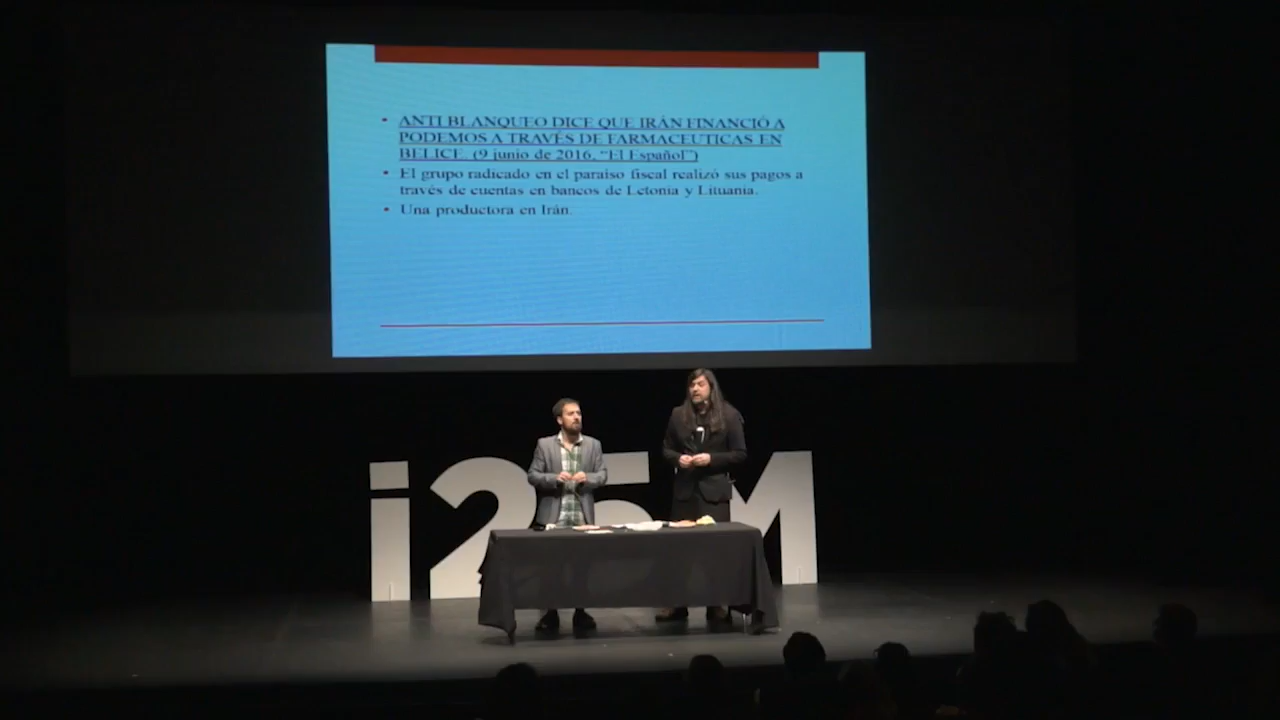 • ANTI BLANQUEO DICE QUE IRÁN FINANCIÓ A
PODEMOS A TRAVÉS DE FARMACEUTICAS EN
BELICE. (9 junio de 2016, “El Español”)
• El grupo radicado en el paraiso fiscal realizó sus pagos a
través de cuentas en bancos de Letonia y Lituania.
• Una productora en Irán.
i25M